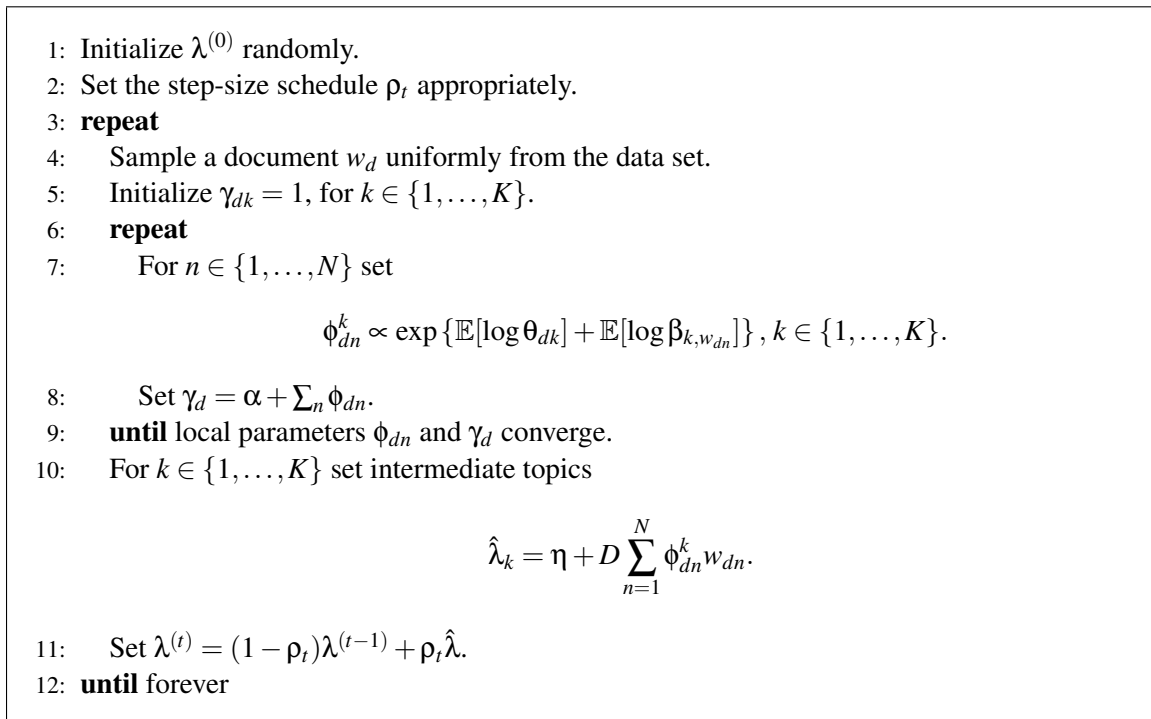 1: Initialize λ^(0) randomly.
2: Set the step-size schedule ρ_t appropriately.
3: repeat
4: Sample a document w_d uniformly from the data set.
5: Initialize γ_dk = 1, for k ∈ {1,...,K}.
6: repeat
7: For n ∈ {1,...,N} set
ϕ_dn^k ∝ exp {𝔼[log θ_dk] + 𝔼[log β_k,w_dn]} , k ∈ {1,...,K}.
8: Set γ_d = α + ∑_n ϕ_dn.
9: until local parameters ϕ_dn and γ_d converge.
10: For k ∈ {1,...,K} set intermediate topics
λ̂_k = η + D ∑_{n=1}^{N} ϕ_dn^k w_dn.
11: Set λ^(t) = (1 − ρ_t)λ^(t−1) + ρ_t λ̂.
12: until forever